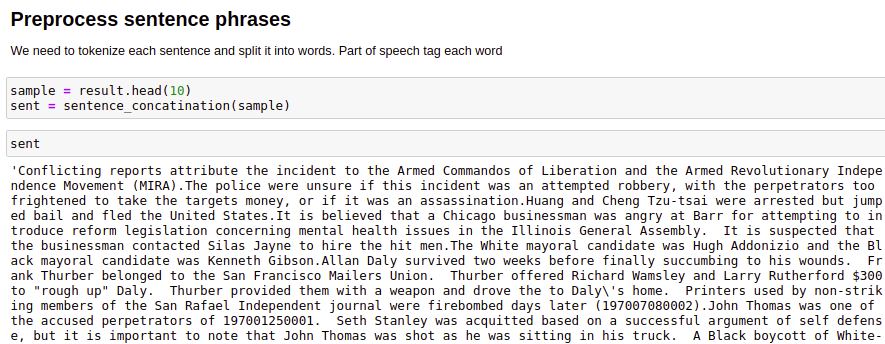 Preprocess sentence phrases
We need to tokenize each sentence and split it into words. Part of speech tag each word
sample = result.head(10)
sent = sentence_concatination(sample)
sent
'Conflicting reports attribute the incident to the Armed Commandos of Liberation and the Armed Revolutionary Indepe
ndence Movement (MIRA).The police were unsure if this incident was an attempted robbery, with the perpetrators too
frightened to take the targets money, or if it was an assassination.Huang and Cheng Tzu-tsai were arrested but jump
ed bail and fled the United States.It is believed that a Chicago businessman was angry at Barr for attempting to in
troduce reform legislation concerning mental health issues in the Illinois General Assembly.  It is suspected that
the businessman contacted Silas Jayne to hire the hit men.The White mayoral candidate was Hugh Addonizio and the Bl
ack mayoral candidate was Kenneth Gibson.Allan Daly survived two weeks before finally succumbing to his wounds.  Fr
ank Thurber belonged to the San Francisco Mailers Union.  Thurber offered Richard Wamsley and Larry Rutherford $300
to "rough up" Daly.  Thurber provided them with a weapon and drove the to Daly\'s home.  Printers used by non-strik
ing members of the San Rafael Independent journal were firebombed days later (197007080002).John Thomas was one of
the accused perpetrators of 197001250001.  Seth Stanley was acquitted based on a successful argument of self defens
e, but it is important to note that John Thomas was shot as he was sitting in his truck.  A Black boycott of White-